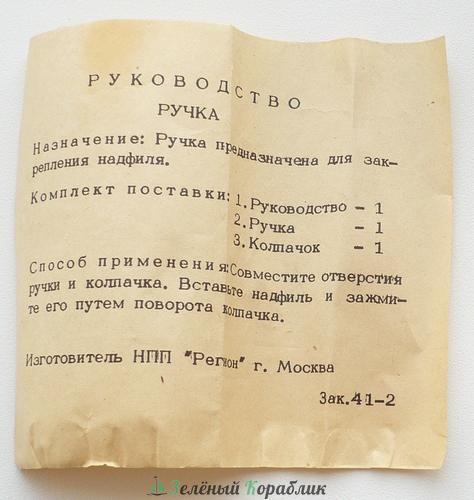 РУКОВОДСТВО
РУЧКА
Назначение: Ручка предназначена для зак-
репления надфиля.
Комплект поставки: 1. Руководство - 1
2. Ручка - 1
3. Колпачок - 1
Способ применения: Совместите отверстия
ручки и колпачка. Вставьте надфиль и зажми-
те его путем поворота колпачка.
Изготовитель НПП "Регион" г. Москва
Зак. 41-2
Зелёный Кораблик